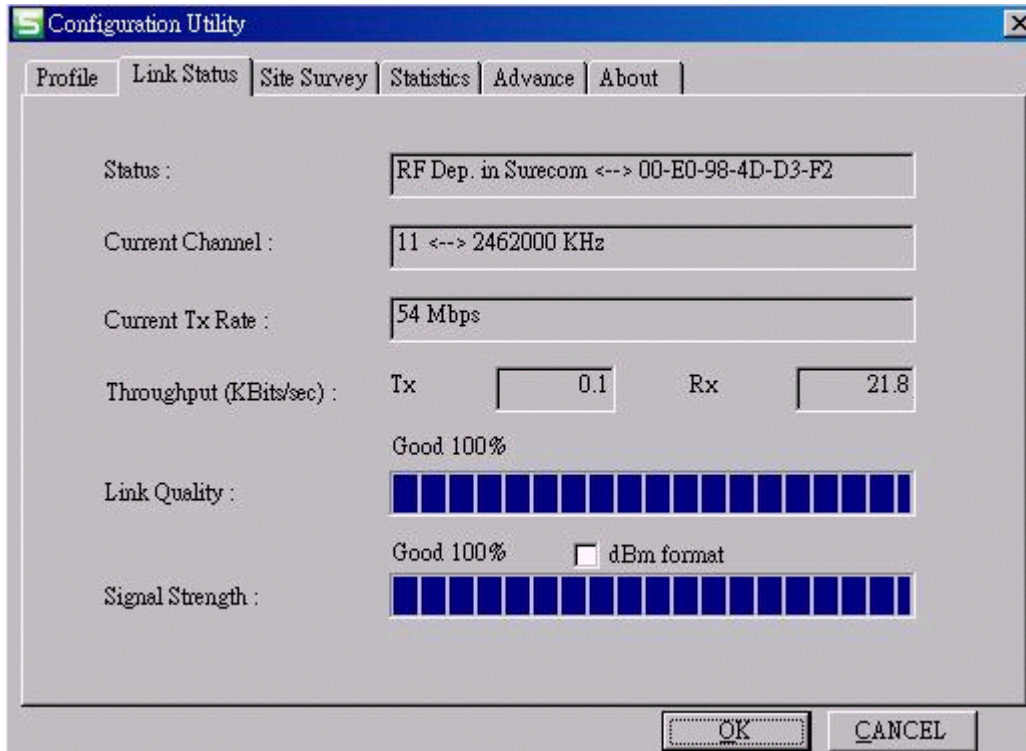 Configuration Utility
Profile Link Status Site Survey Statistics Advance About
Status : RF Dep. in Surecom <--> 00-E0-98-4D-D3-F2
Current Channel : 11 <--> 2462000 KHz
Current Tx Rate : 54 Mbps
Throughput (KBits/sec) : Tx 0.1 Rx 21.8
Good 100%
Link Quality :
Good 100% dBm format
Signal Strength :
OK CANCEL